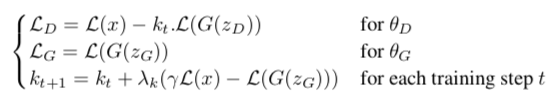 ℒ_D = ℒ(x) − k_t.ℒ(G(z_D)) for θ_D
ℒ_G = ℒ(G(z_G)) for θ_G
k_{t+1} = k_t + λ_k(γℒ(x) − ℒ(G(z_G))) for each training step t